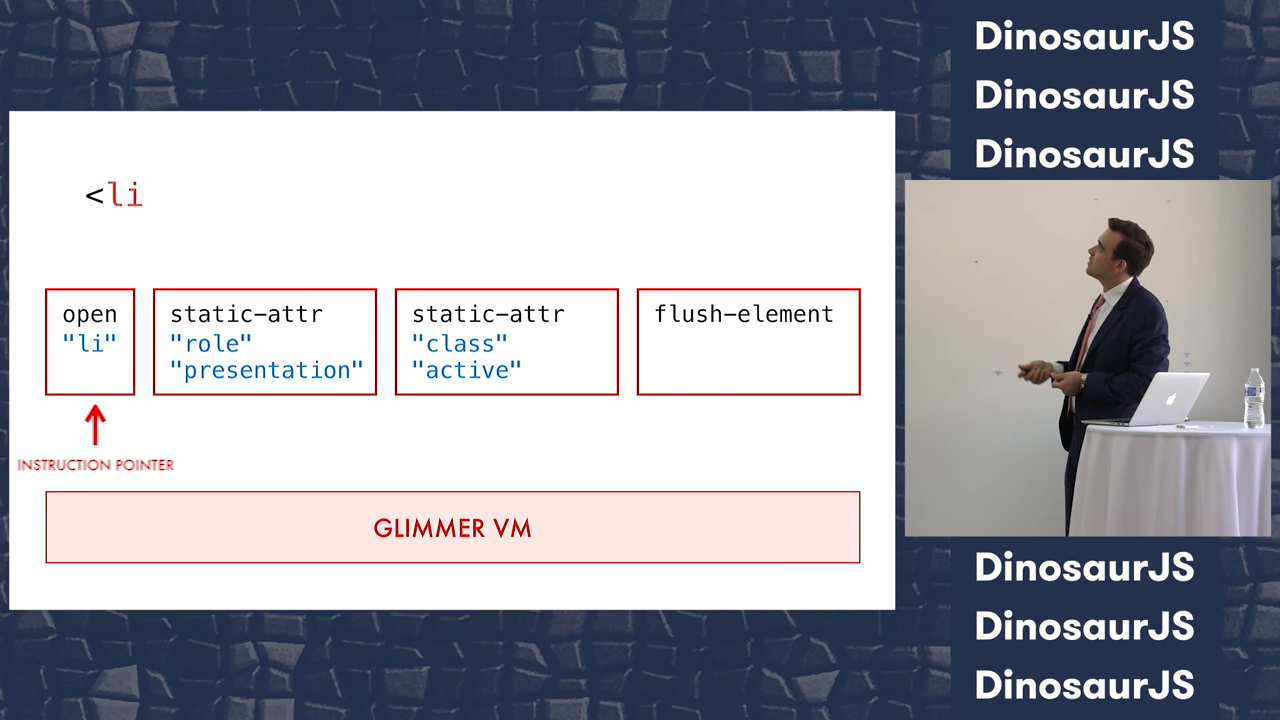 DinosaurJS
DinosaurJS
DinosaurJS
<li
open
"li"
static-attr
"role"
"presentation"
static-attr
"class"
"active"
flush-element
INSTRUCTION POINTER
GLIMMER VM
DinosaurJS
DinosaurJS
DinosaurJS